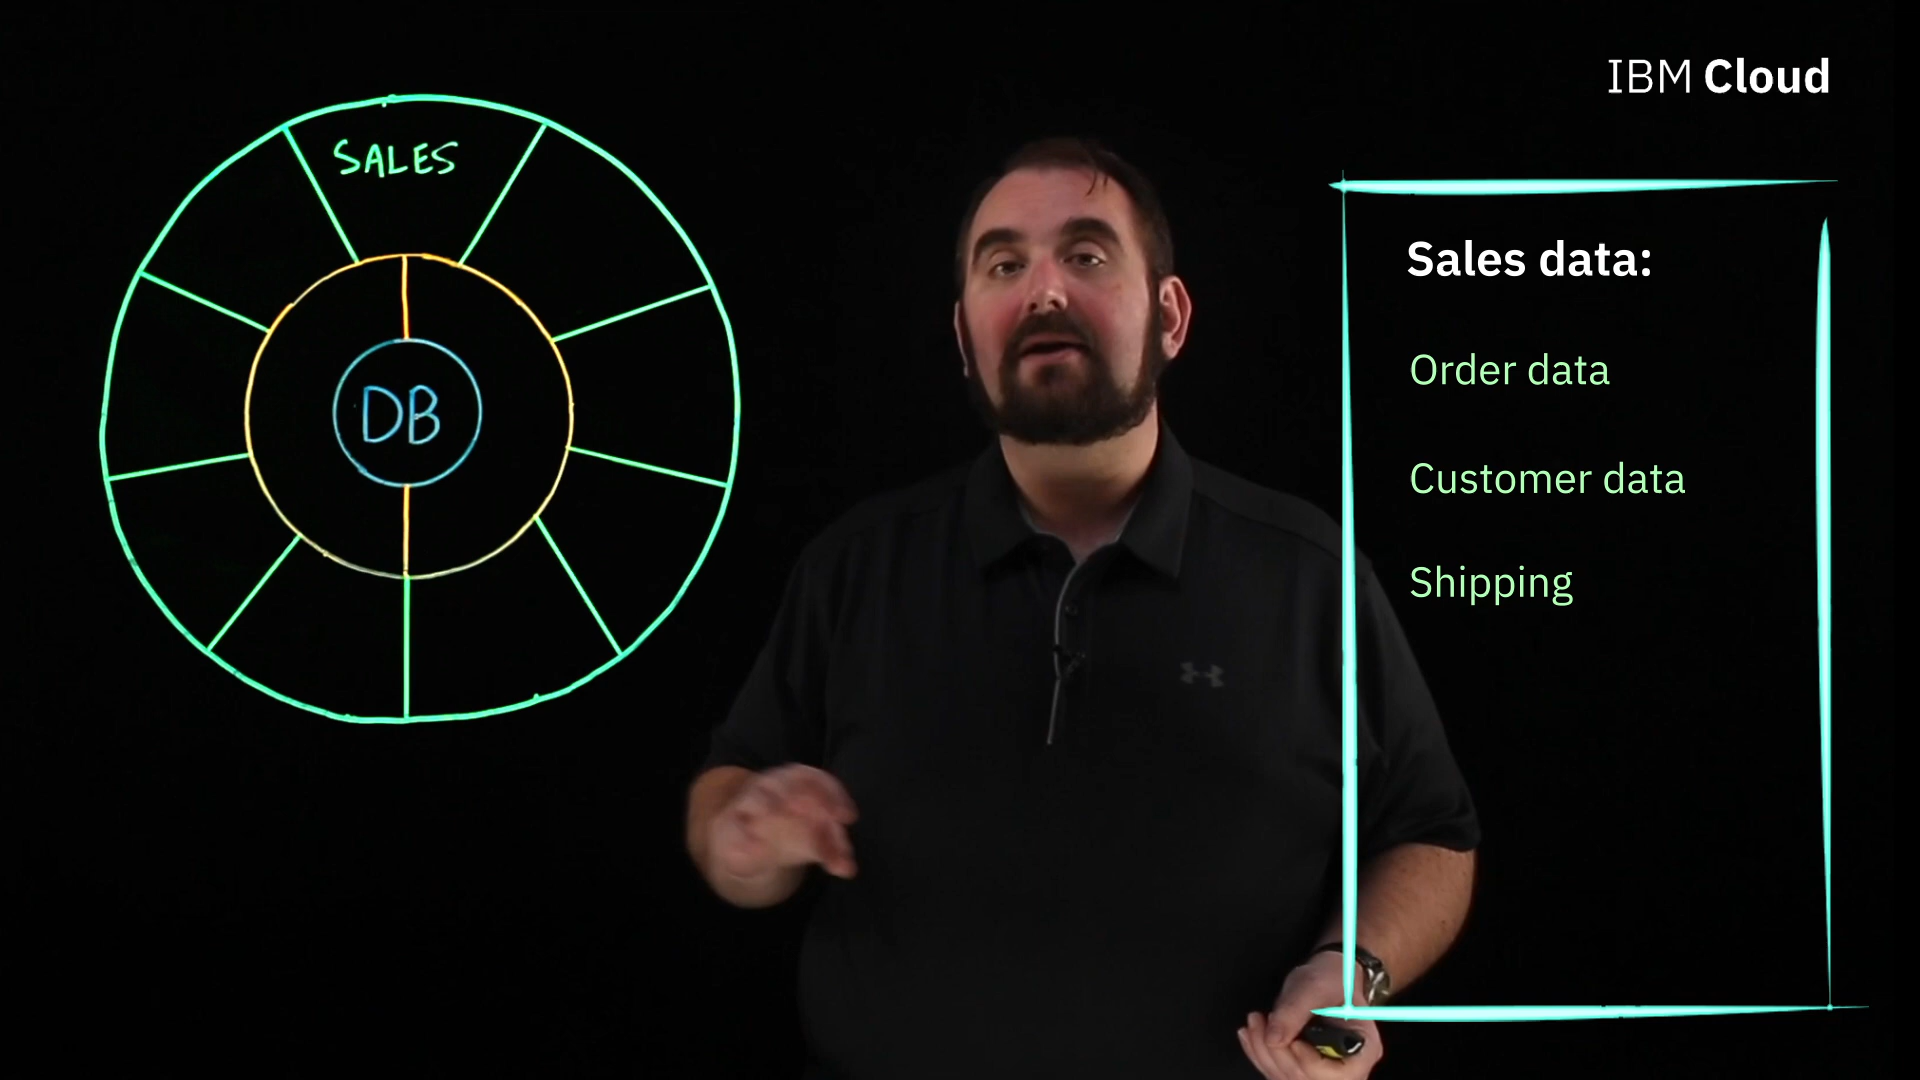 IBM Cloud
SALES
DB
Sales data:
Order data
Customer data
Shipping